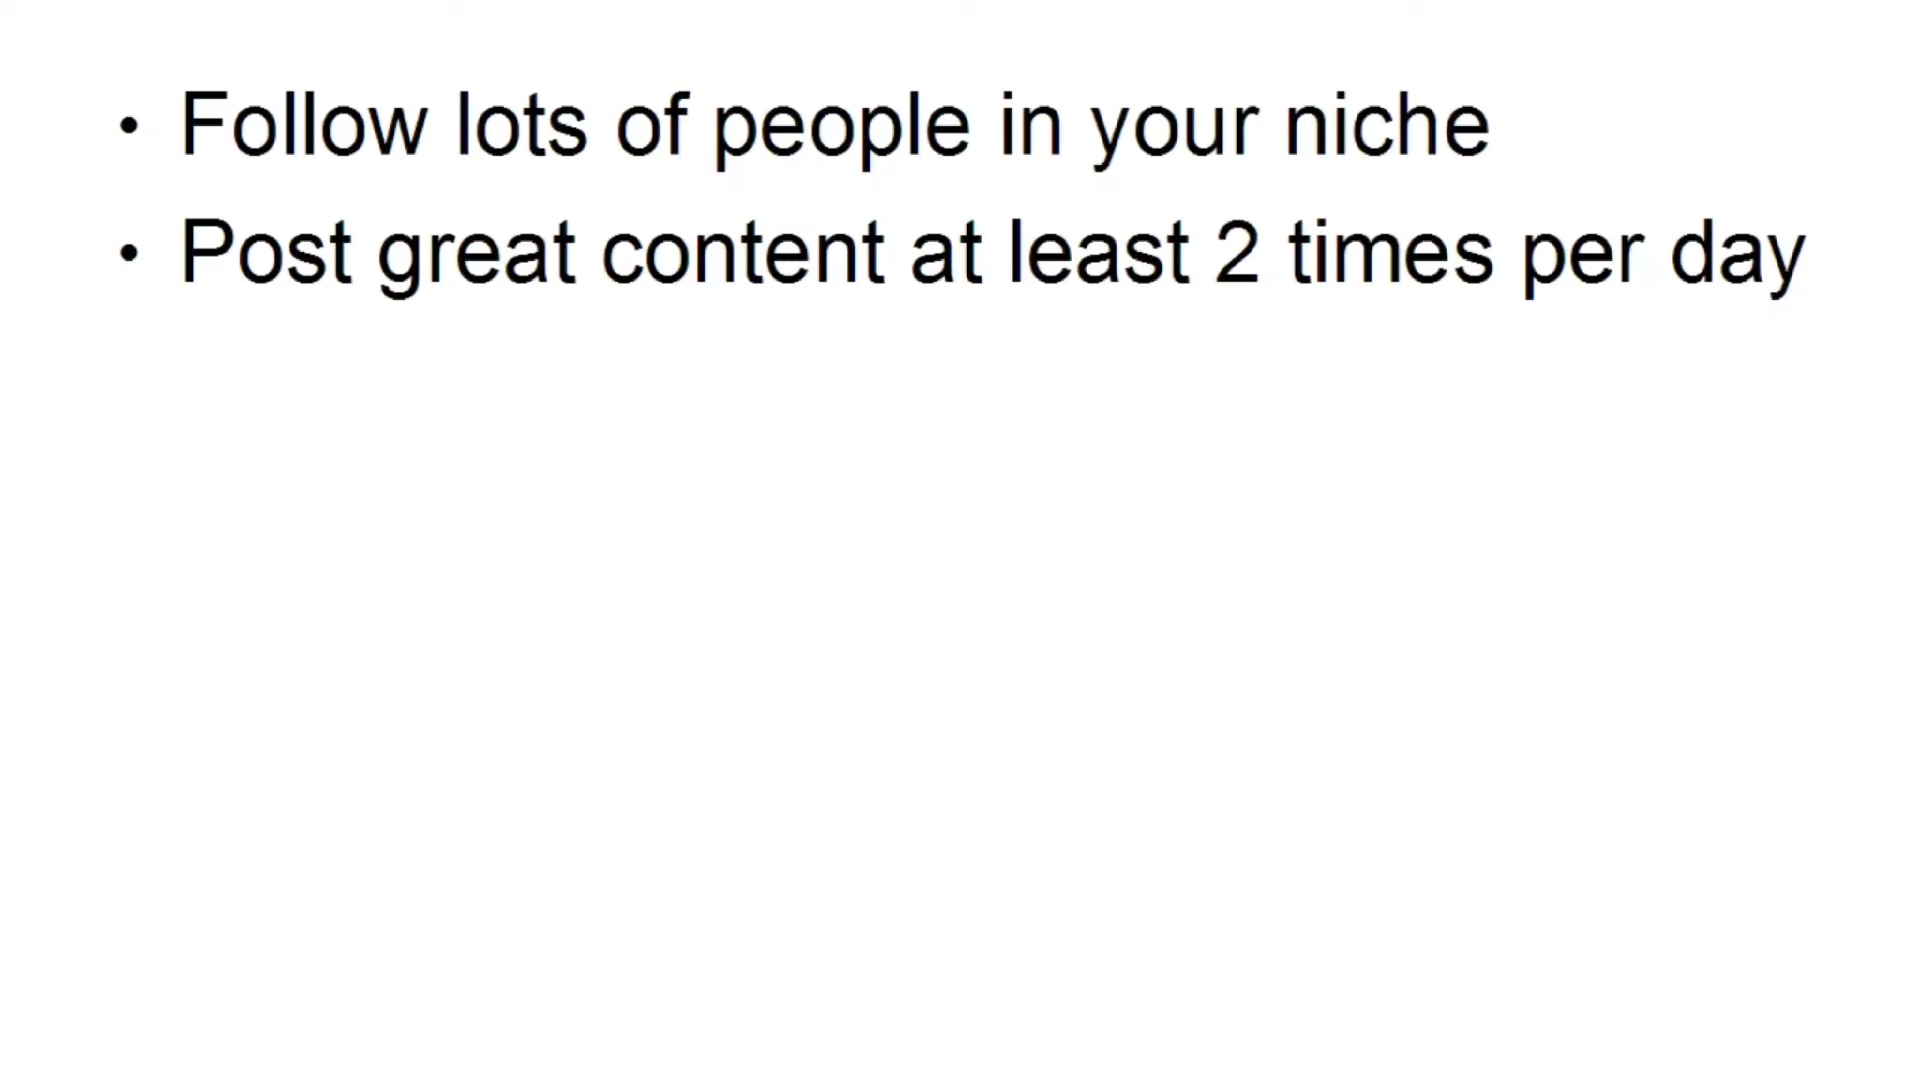 • Follow lots of people in your niche
• Post great content at least 2 times per day